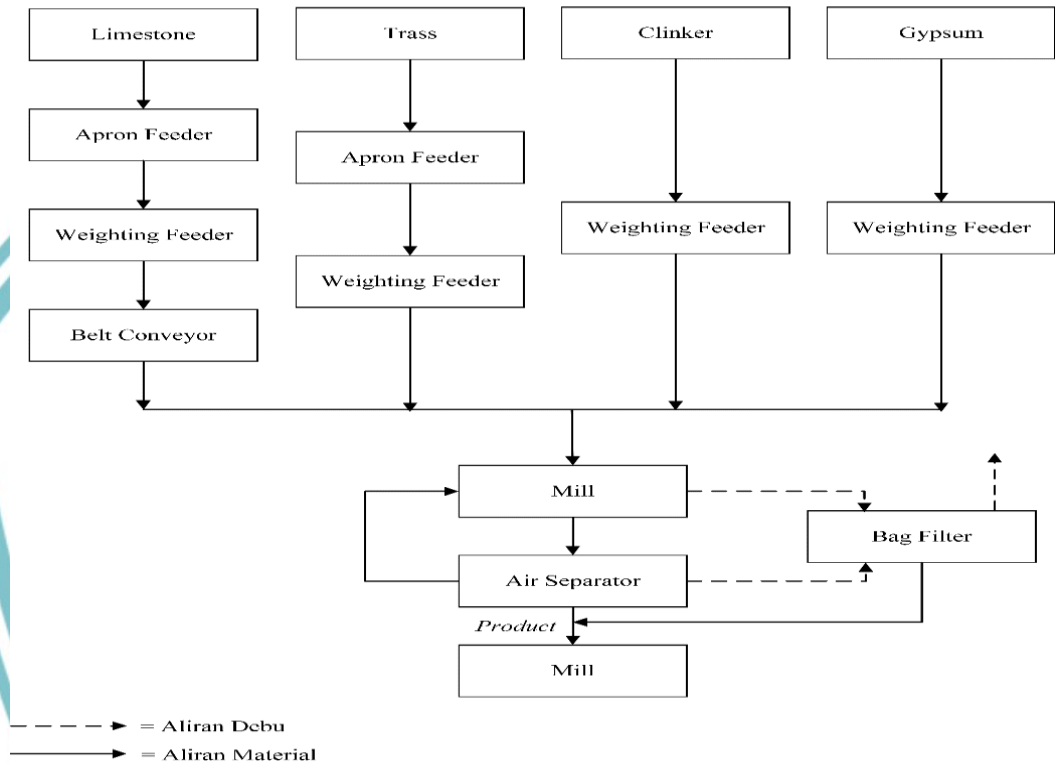 Limestone
Trass
Clinker
Gypsum
Apron Feeder
Apron Feeder
Weighting Feeder
Weighting Feeder
Weighting Feeder
Weighting Feeder
Belt Conveyor
Mill
Bag Filter
Air Separator
Product
Mill
= Aliran Debu
= Aliran Material